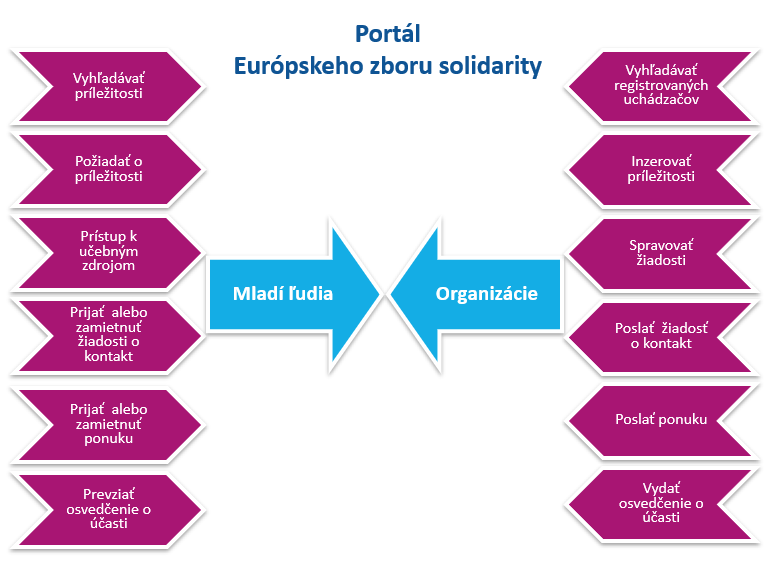 Portál
Európskeho zboru solidarity
Vyhľadávať
príležitosti
Požiadať o
príležitosti
Prístup k
učebným
zdrojom
Prijať alebo
zamietnuť
žiadosti o
kontakt
Prijať alebo
zamietnuť
ponuku
Prevziať
osvedčenie o
účasti
Mladí ľudia
Organizácie
Vyhľadávať
registrovaných
uchádzačov
Inzerovať
príležitosti
Spravovať
žiadosti
Poslať žiadosť
o kontakt
Poslať ponuku
Vydať
osvedčenie o
účasti